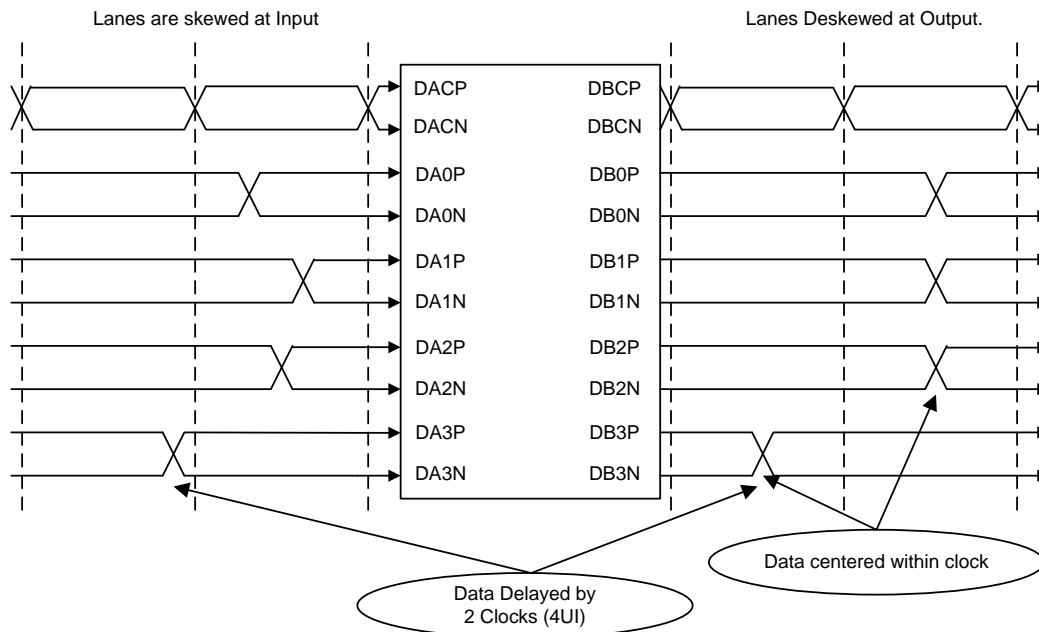 Lanes are skewed at Input
Lanes Deskewed at Output.
DACP
DBCP
DACN
DBCN
DA0P
DB0P
DA0N
DB0N
DA1P
DB1P
DA1N
DB1N
DA2P
DB2P
DA2N
DB2N
DA3P
DB3P
DA3N
DB3N
Data centered within clock
Data Delayed by
2 Clocks (4UI)